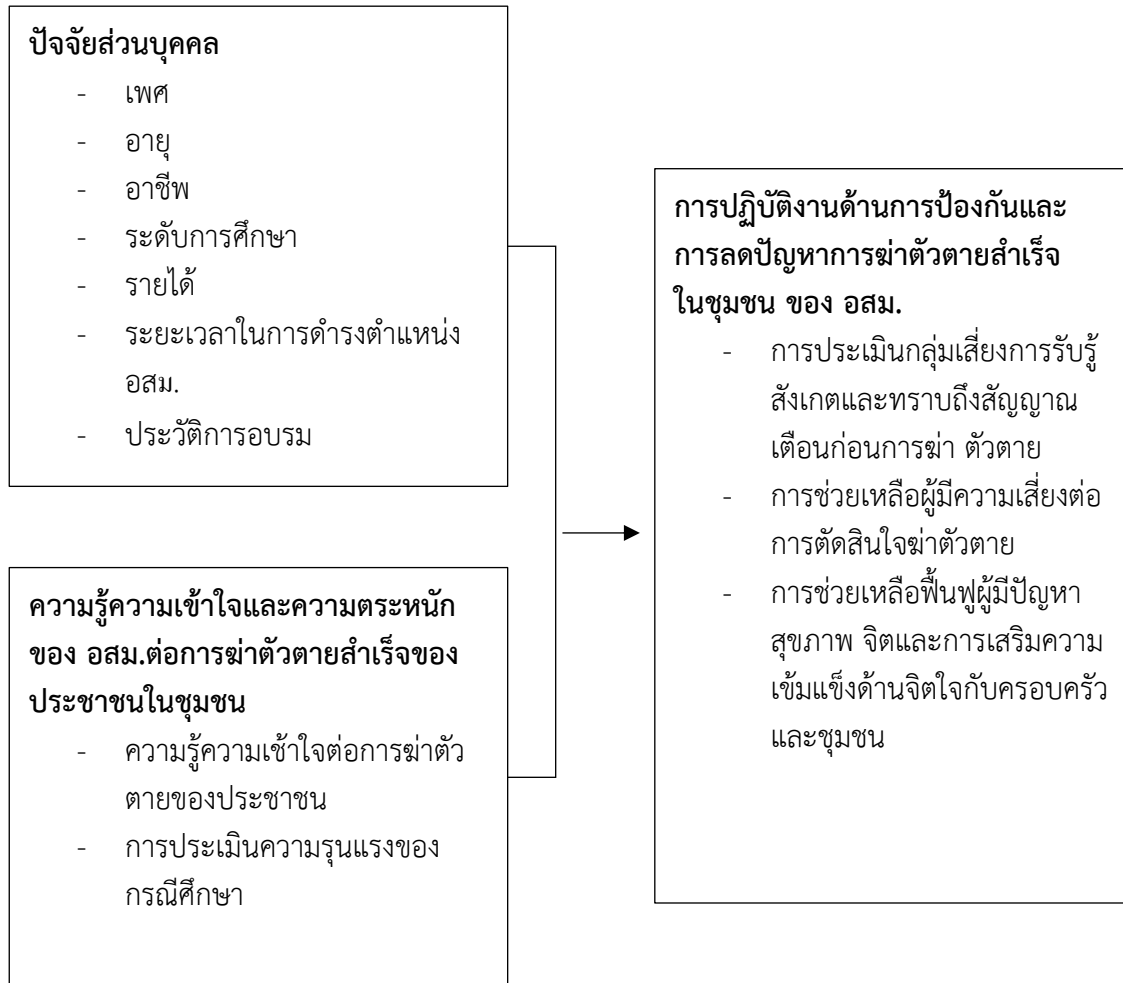 ปัจจัยส่วนบุคคล
- เพศ
- อายุ
- อาชีพ
- ระดับการศึกษา
- รายได้
- ระยะเวลาในการดำรงตำแหน่ง
อสม.
- ประวัติการอบรม
ความรู้ความเข้าใจและความตระหนัก
ของ อสม.ต่อการฆ่าตัวตายสำเร็จของ
ประชาชนในชุมชน
- ความรู้ความเช้าใจต่อการฆ่าตัว
ตายของประชาชน
- การประเมินความรุนแรงของ
กรณีศึกษา
การปฏิบัติงานด้านการป้องกันและ
การลดปัญหาการฆ่าตัวตายสำเร็จ
ในชุมชน ของ อสม.
- การประเมินกลุ่มเสี่ยงการรับรู้
สังเกตและทราบถึงสัญญาณ
เตือนก่อนการฆ่า ตัวตาย
- การช่วยเหลือผู้มีความเสี่ยงต่อ
การตัดสินใจฆ่าตัวตาย
- การช่วยเหลือฟื้นฟูผู้มีปัญหา
สุขภาพ จิตและการเสริมความ
เข้มแข็งด้านจิตใจกับครอบครัว
และชุมชน